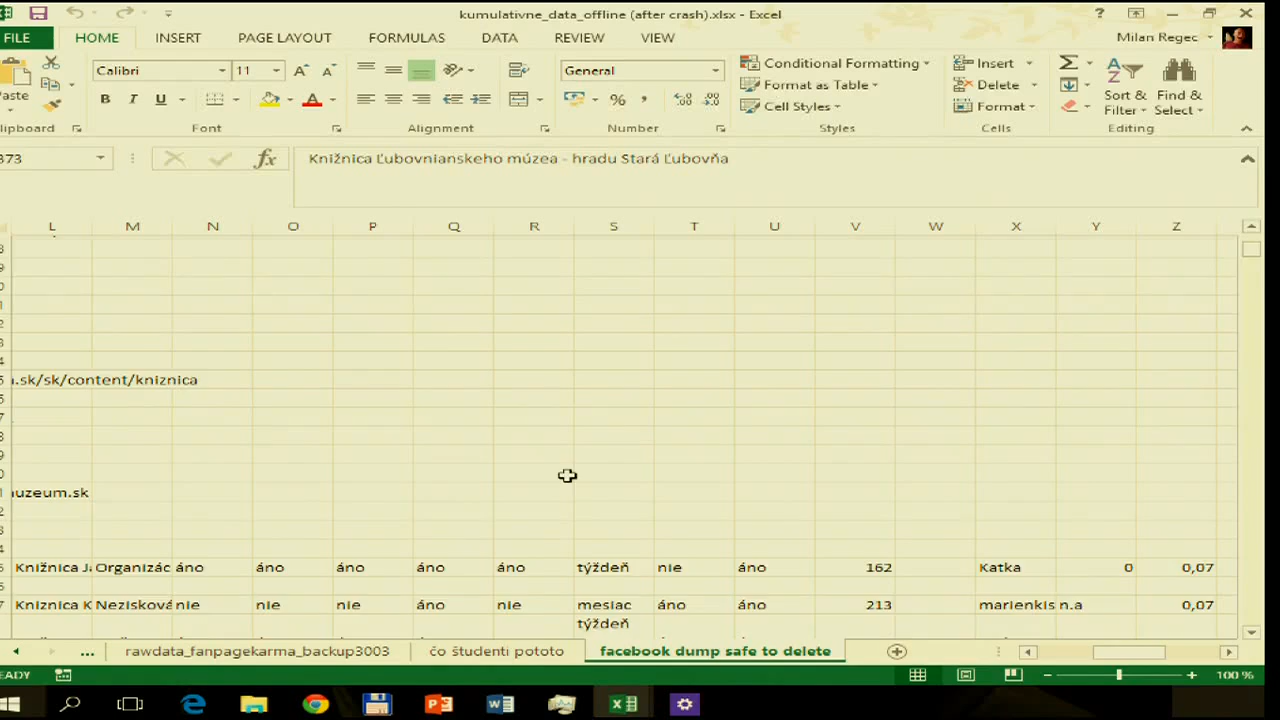 kumulativne_data_offline (after crash).xlsx - Excel
FILE HOME INSERT PAGE LAYOUT FORMULAS DATA REVIEW VIEW Milan Regec
Calibri 11 General Conditional Formatting Insert
Format as Table Delete
B I U % Cell Styles Format
Sort & Filter Find & Select
Font Alignment Number Styles Cells Editing
Knižnica Ľubovnianskeho múzea - hradu Stará Ľubovňa
L M N O P Q R S T U V W X Y Z
.sk/sk/content/kniznica
uzeum.sk
Knižnica Organizác áno áno áno áno áno týždeň nie áno 162 Katka 0 0,07
Kniznica K Nezisková nie nie nie áno nie mesiac áno áno 213 marienkis n.a 0,07
týždeň
... rawdata_fanpagekarma_backup3003 čo študenti pototo facebook dump safe to delete
100 %